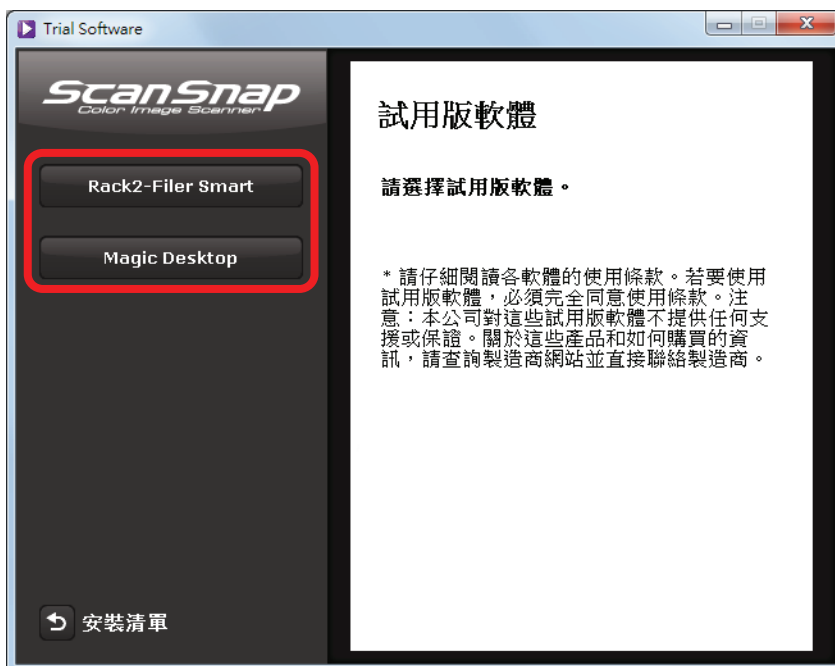 Trial Software
ScanSnap
Color Image Scanner
Rack2-Filer Smart
Magic Desktop
安裝清單
試用版軟體
請選擇試用版軟體。
* 請仔細閱讀各軟體的使用條款。若要使用
試用版軟體，必須完全同意使用條款。注
意：本公司對這些試用版軟體不提供任何支
援或保證。關於這些產品和如何購買的資
訊，請查詢製造商網站並直接聯絡製造商。